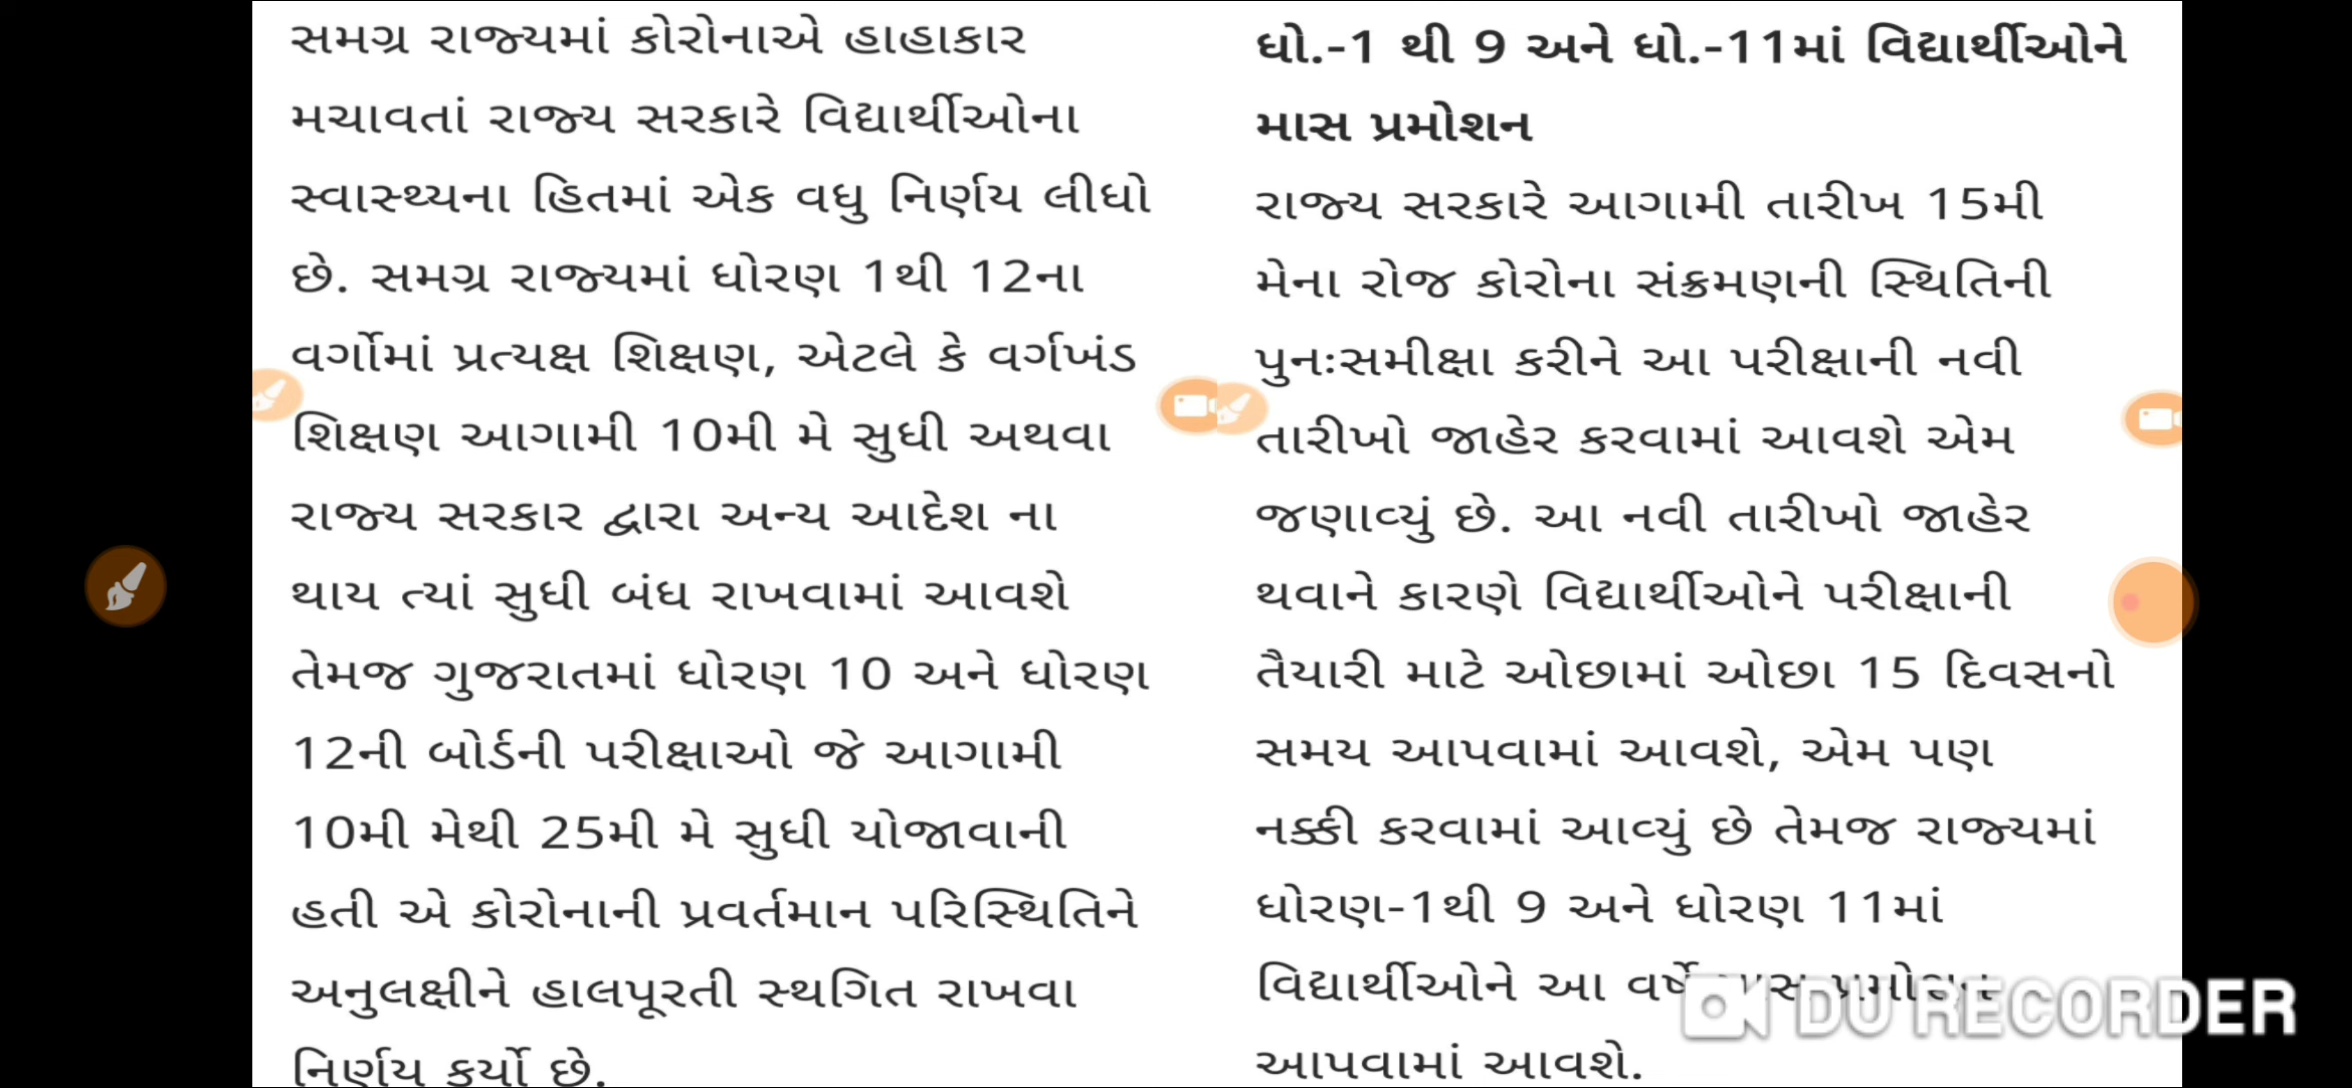 સમગ્ર રાજ્યમાં કોરોનાએ હાહાકાર
મચાવતાં રાજ્ય સરકારે વિદ્યાર્થીઓના
સ્વાસ્થ્યના હિતમાં એક વધુ નિર્ણય લીધો
છે. સમગ્ર રાજ્યમાં ધોરણ 1થી 12ના
વર્ગોમાં પ્રત્યક્ષ શિક્ષણ, એટલે કે વર્ગખંડ
શિક્ષણ આગામી 10મી મે સુધી અથવા
રાજ્ય સરકાર દ્વારા અન્ય આદેશ ના
થાય ત્યાં સુધી બંધ રાખવામાં આવશે
તેમજ ગુજરાતમાં ધોરણ 10 અને ધોરણ
12ની બોર્ડની પરીક્ષાઓ જે આગામી
10મી મેથી 25મી મે સુધી યોજાવાની
હતી એ કોરોનાની પ્રવર્તમાન પરિસ્થિતિને
અનુલક્ષીને હાલપૂરતી સ્થગિત રાખવા
નિર્ણય કર્યો છે.
ધો.-1 થી 9 અને ધો.-11માં વિદ્યાર્થીઓને
માસ પ્રમોશન
રાજ્ય સરકારે આગામી તારીખ 15મી
મેના રોજ કોરોના સંક્રમણની સ્થિતિની
પુનઃસમીક્ષા કરીને આ પરીક્ષાની નવી
તારીખો જાહેર કરવામાં આવશે એમ
જણાવ્યું છે. આ નવી તારીખો જાહેર
થવાને કારણે વિદ્યાર્થીઓને પરીક્ષાની
તૈયારી માટે ઓછામાં ઓછા 15 દિવસનો
સમય આપવામાં આવશે, એમ પણ
નક્કી કરવામાં આવ્યું છે તેમજ રાજ્યમાં
ધોરણ-1થી 9 અને ધોરણ 11માં
વિદ્યાર્થીઓને આ વર્ષે માસ પ્રમોશન
આપવામાં આવશે.
DU RECORDER